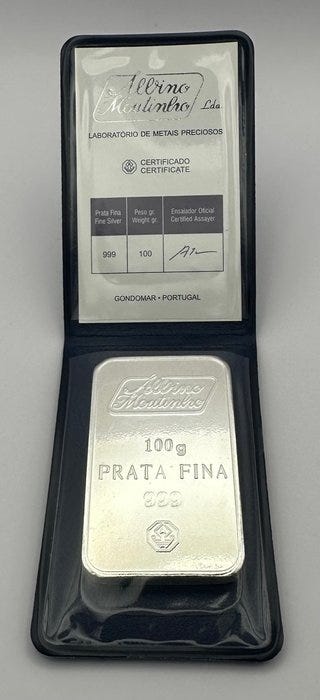 Albino
Moutinho Lda.
LABORATÓRIO DE METAIS PRECIOSOS
CERTIFICADO
CERTIFICATE
Prata Fina
Fine Silver
Peso gr.
Weight gr.
Ensaiador Oficial
Certified Assayer
999
100
GONDOMAR • PORTUGAL
Albino
Moutinho
100g
PRATA FINA
999